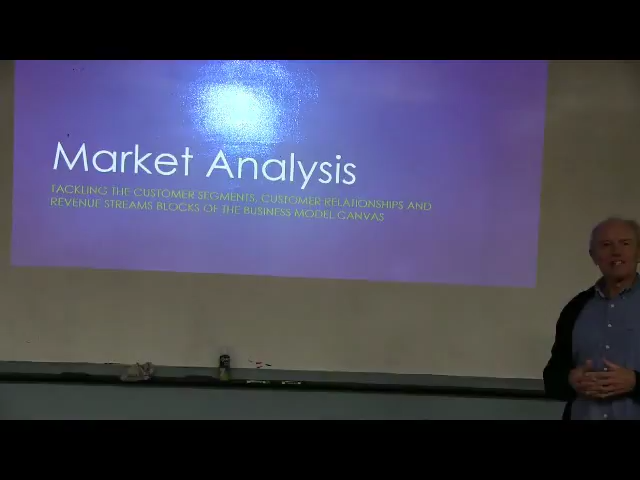 Market Analysis
TACKLING THE CUSTOMER SEGMENTS, CUSTOMER RELATIONSHIPS AND
REVENUE STREAMS BLOCKS OF THE BUSINESS MODEL CANVAS